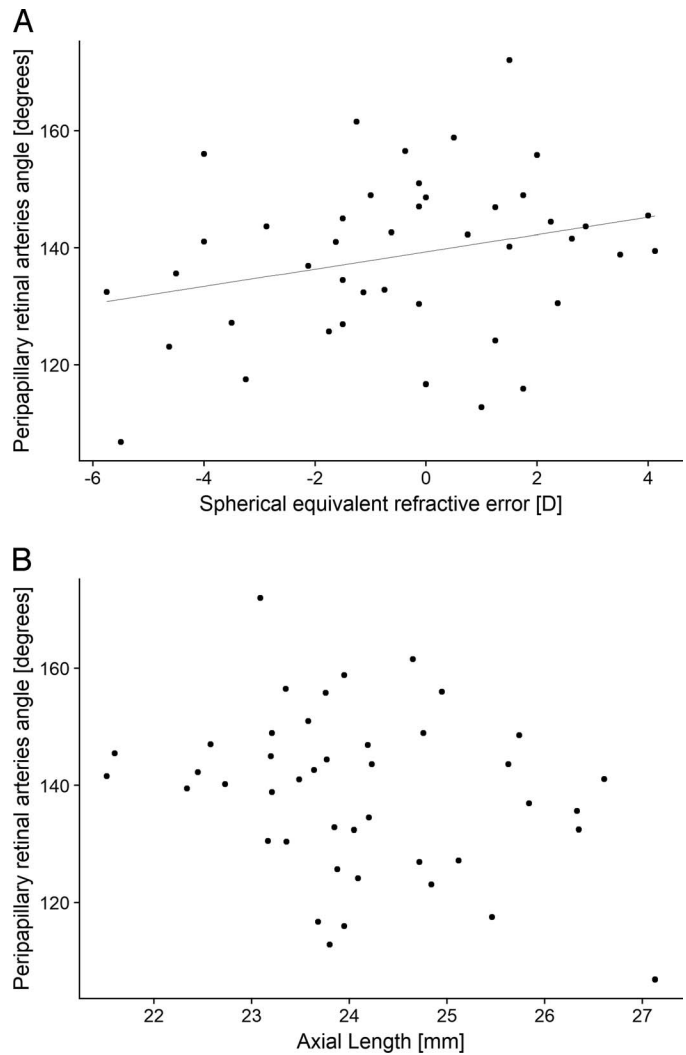 A
Peripapillary retinal arteries angle [degrees]
160
140
120
-6 -4 -2 0 2 4
Spherical equivalent refractive error [D]
B
Peripapillary retinal arteries angle [degrees]
160
140
120
22 23 24 25 26 27
Axial Length [mm]